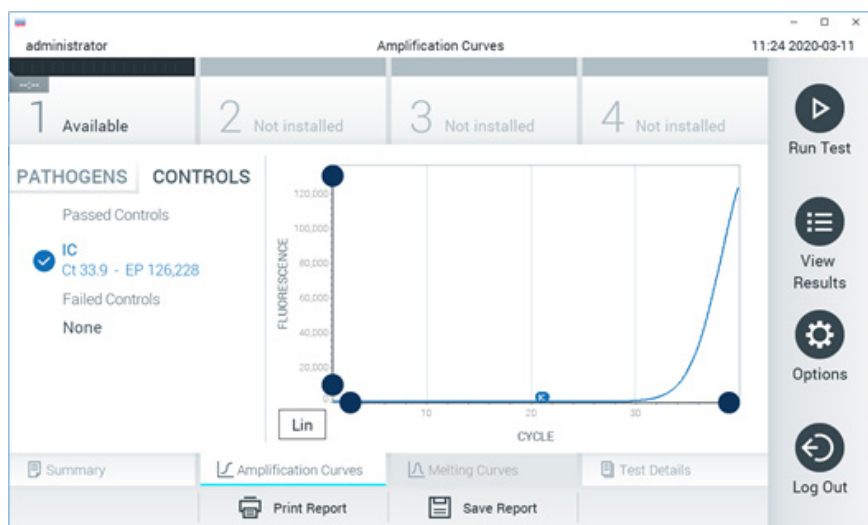 administrator
Amplification Curves
11:24 2020-03-11
--:--
1 Available
2 Not installed
3 Not installed
4 Not installed
Run Test
View
Results
Options
Log Out
PATHOGENS
CONTROLS
Passed Controls
IC
Ct 33.9 - EP 126,228
Failed Controls
None
FLUORESCENCE
120,000
100,000
80,000
60,000
40,000
20,000
0
IC
10
20
30
CYCLE
Lin
Summary
Amplification Curves
Melting Curves
Test Details
Print Report
Save Report